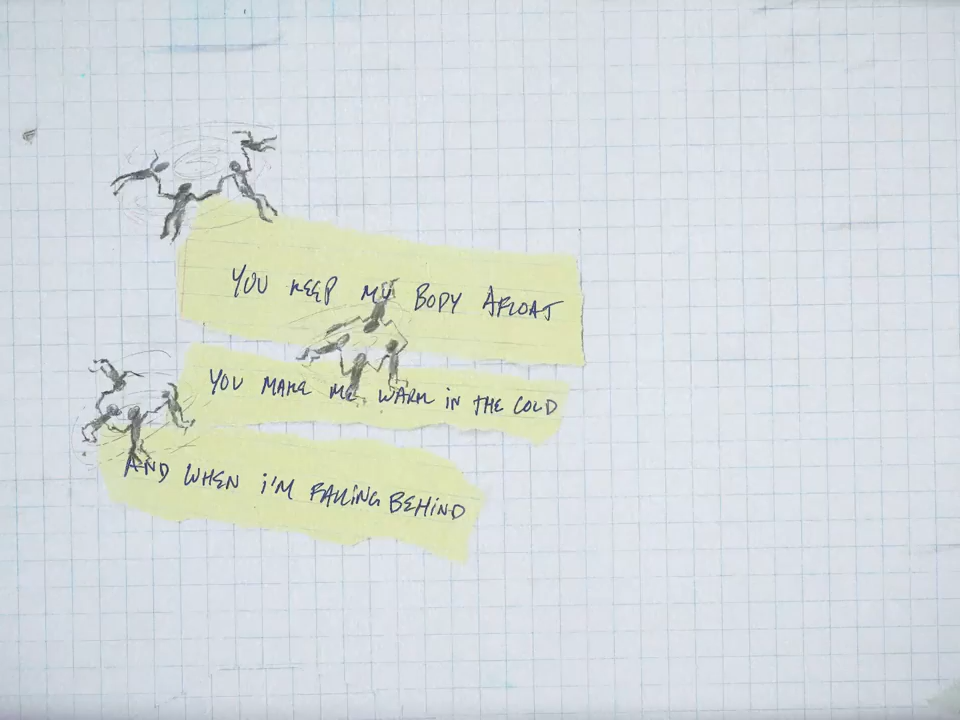 YOU KEEP MY BODY AFLOAT
YOU MAKE ME WARM IN THE COLD
AND WHEN I'M FALLING BEHIND